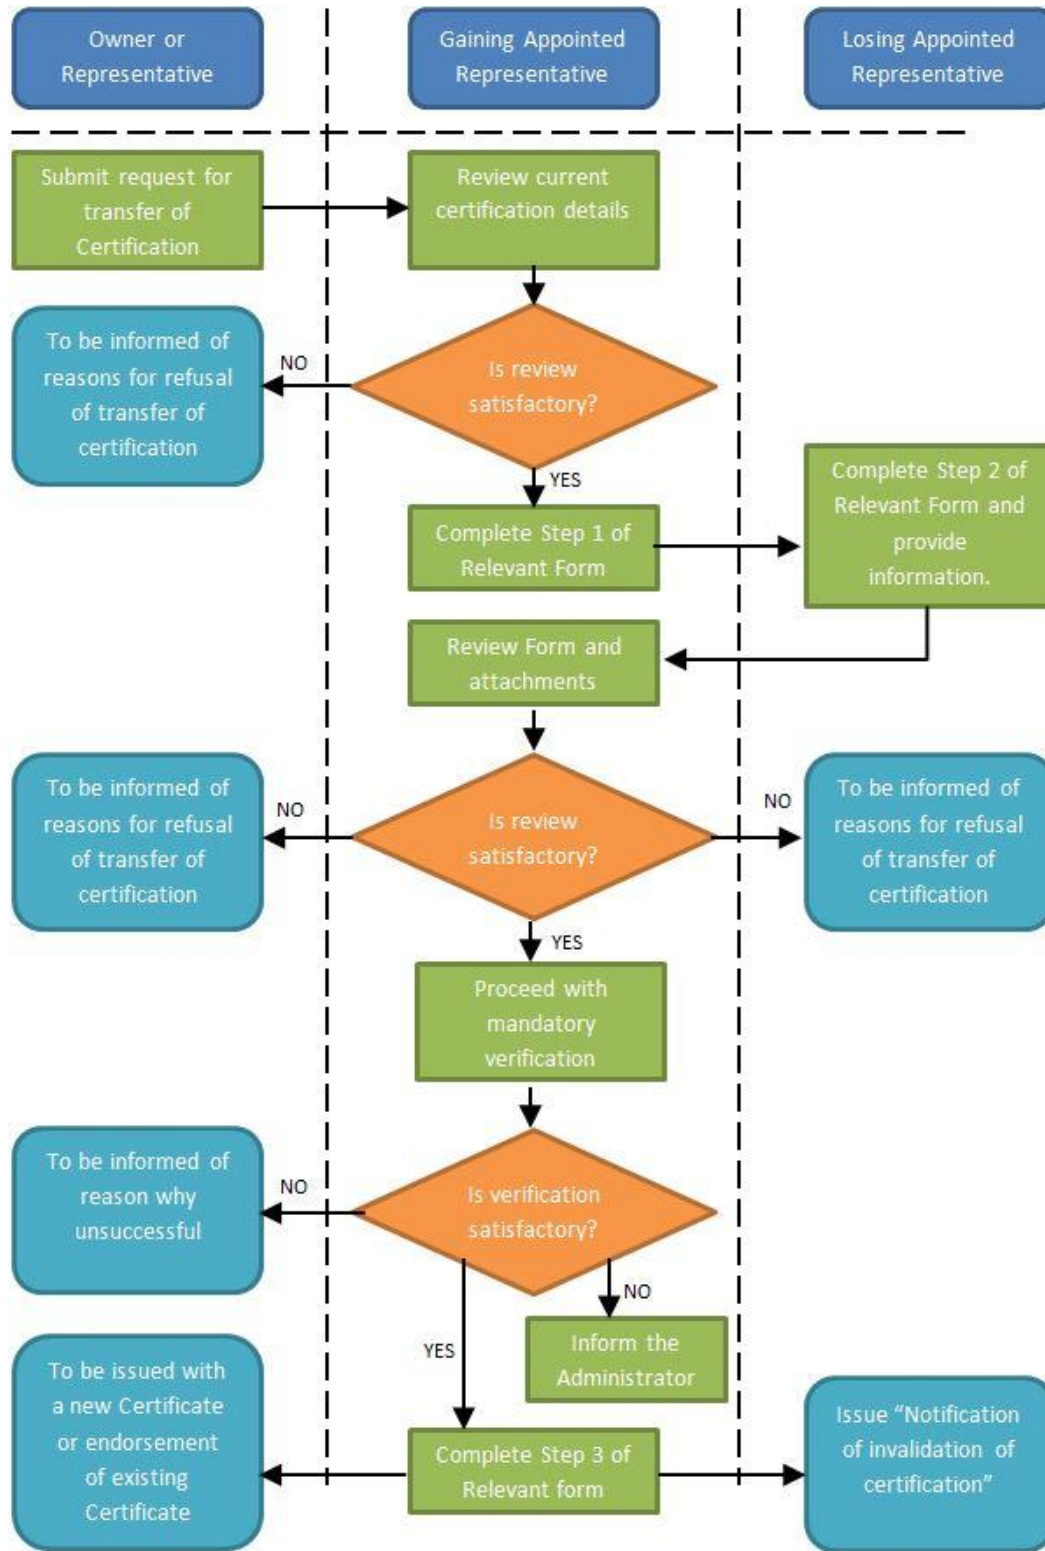 Owner or
Representative
Gaining Appointed
Representative
Losing Appointed
Representative
Submit request for
transfer of
Certification
Review current
certification details
To be informed of
reasons for refusal
of transfer of
certification
NO
Is review
satisfactory?
YES
Complete Step 1 of
Relevant Form
Complete Step 2 of
Relevant Form and
provide
information.
Review Form and
attachments
To be informed of
reasons for refusal
of transfer of
certification
NO
Is review
satisfactory?
NO
To be informed of
reasons for refusal
of transfer of
certification
YES
Proceed with
mandatory
verification
To be informed of
reason why
unsuccessful
NO
Is verification
satisfactory?
NO
YES
Inform the
Administrator
To be issued with
a new Certificate
or endorsement
of existing
Certificate
Complete Step 3 of
Relevant form
Issue “Notification
of invalidation of
certification”